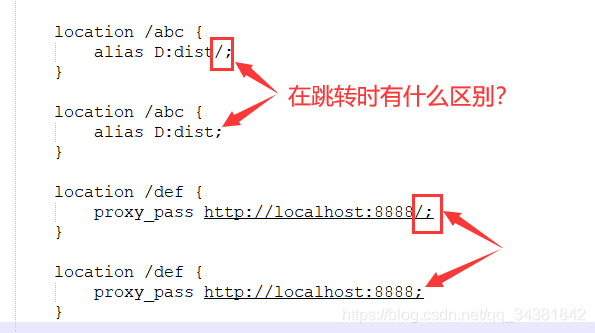 location /abc {
alias D:dist/;
}
在跳转时有什么区别?
location /abc {
alias D:dist;
}
location /def {
proxy_pass http://localhost:8888/;
}
location /def {
proxy_pass http://localhost:8888;
}
https://blog.csdn.net/qq_34381842